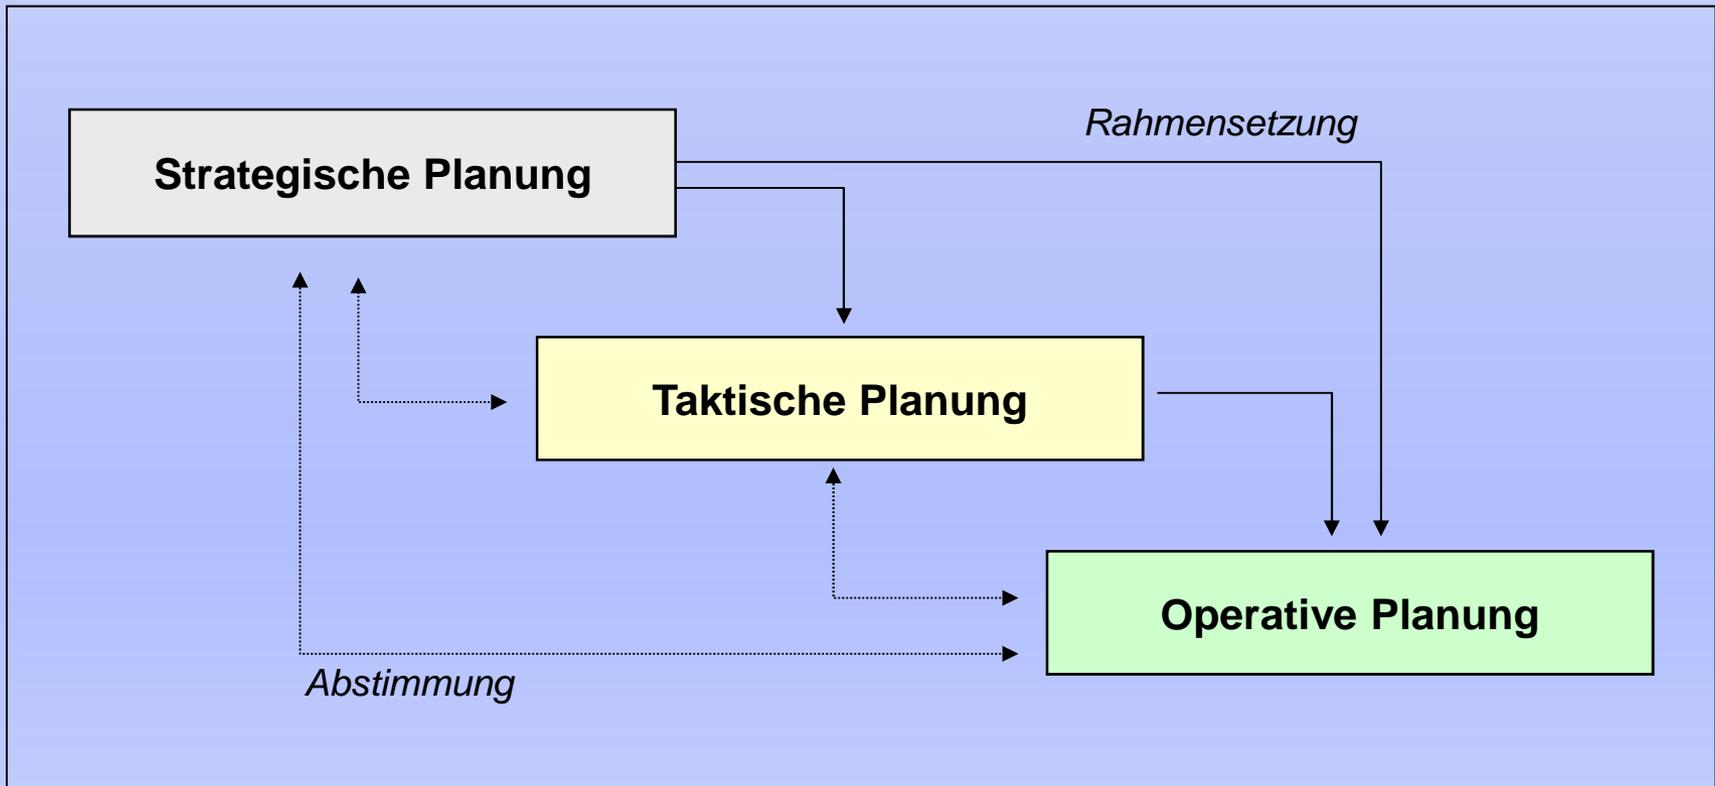 Rahmensetzung
Strategische Planung
Taktische Planung
Operative Planung
Abstimmung